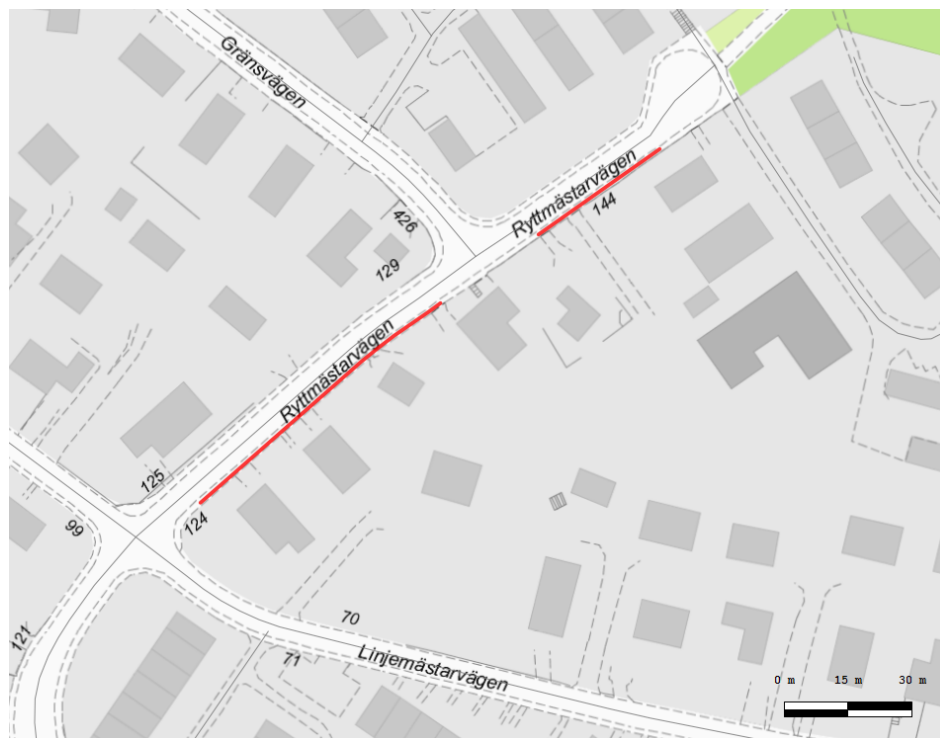 Gränsvägen
Ryttmästarvägen
144
426
129
Ryttmästarvägen
125
124
99
121
70
71
Linjemästarvägen
0 m 15 m 30 m